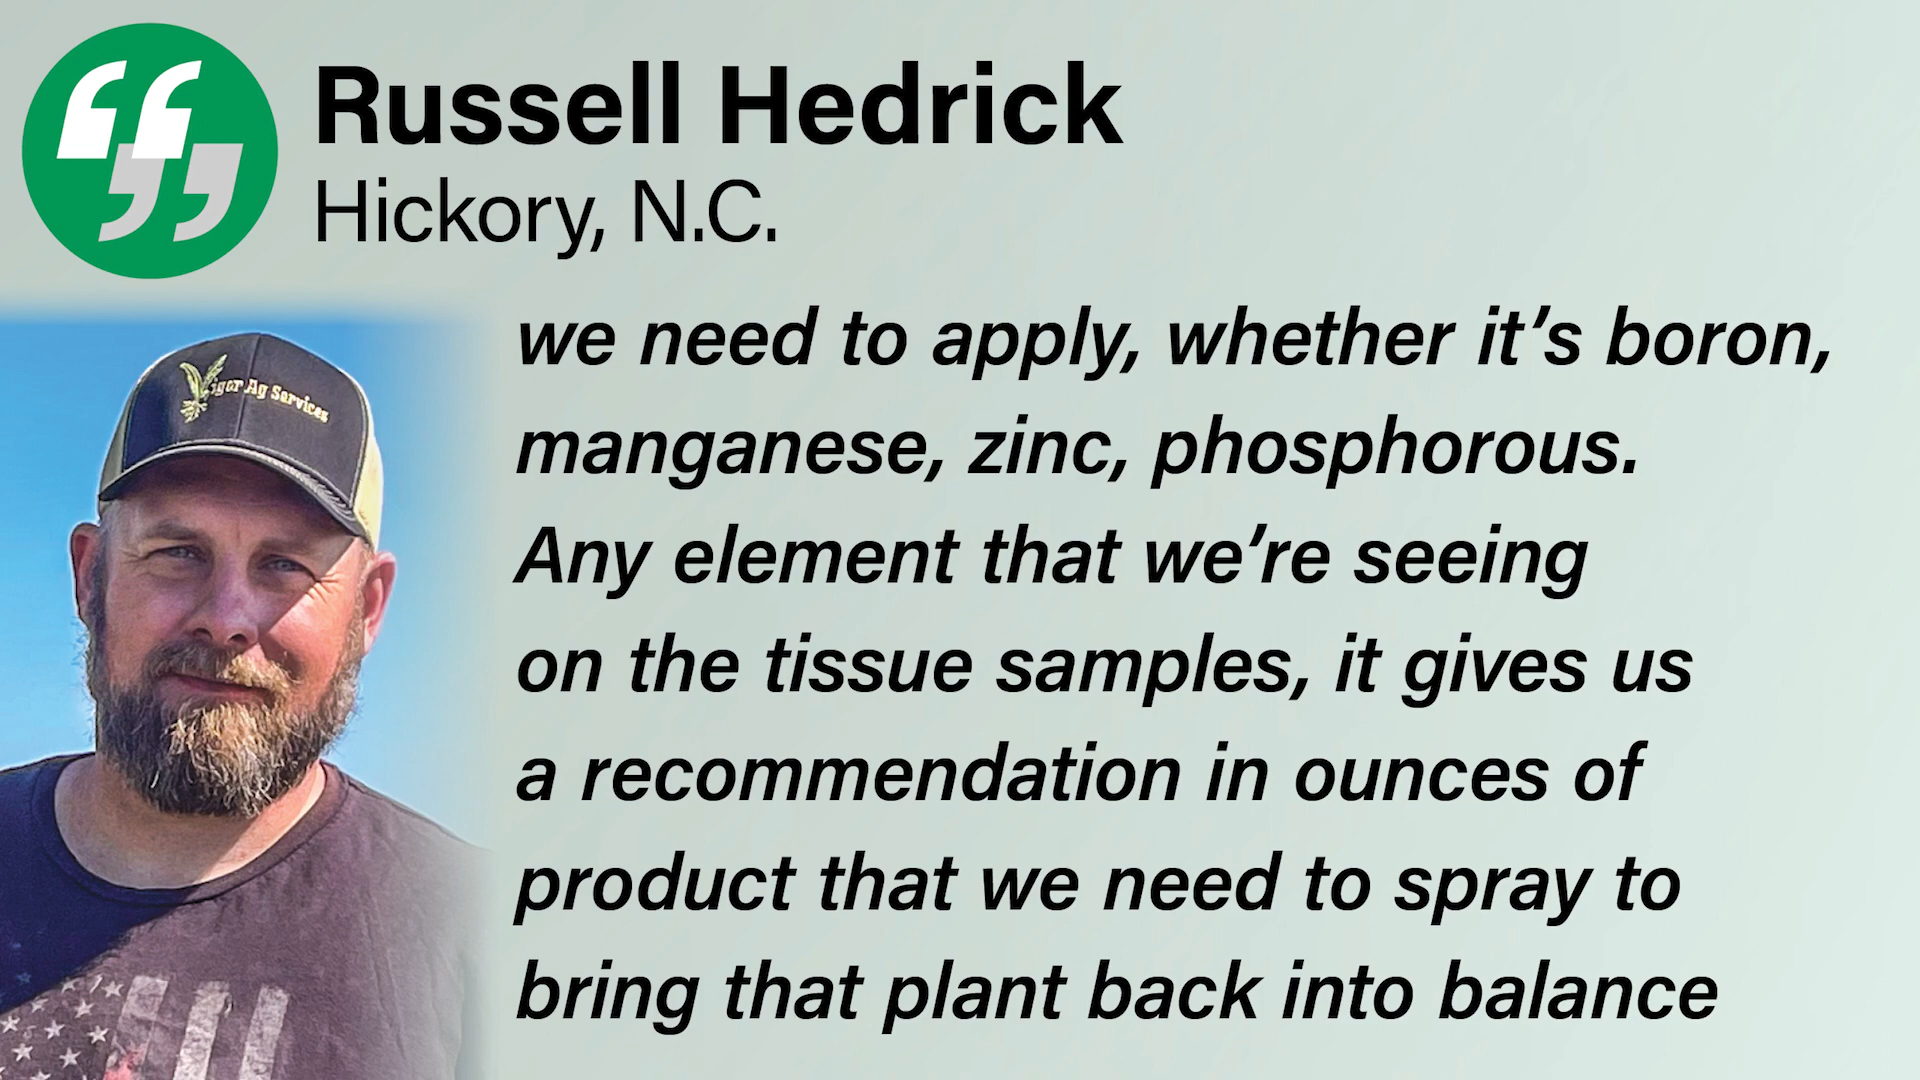 Russell Hedrick
Hickory, N.C.
Ag Services
we need to apply, whether it’s boron,
manganese, zinc, phosphorous.
Any element that we’re seeing
on the tissue samples, it gives us
a recommendation in ounces of
product that we need to spray to
bring that plant back into balance